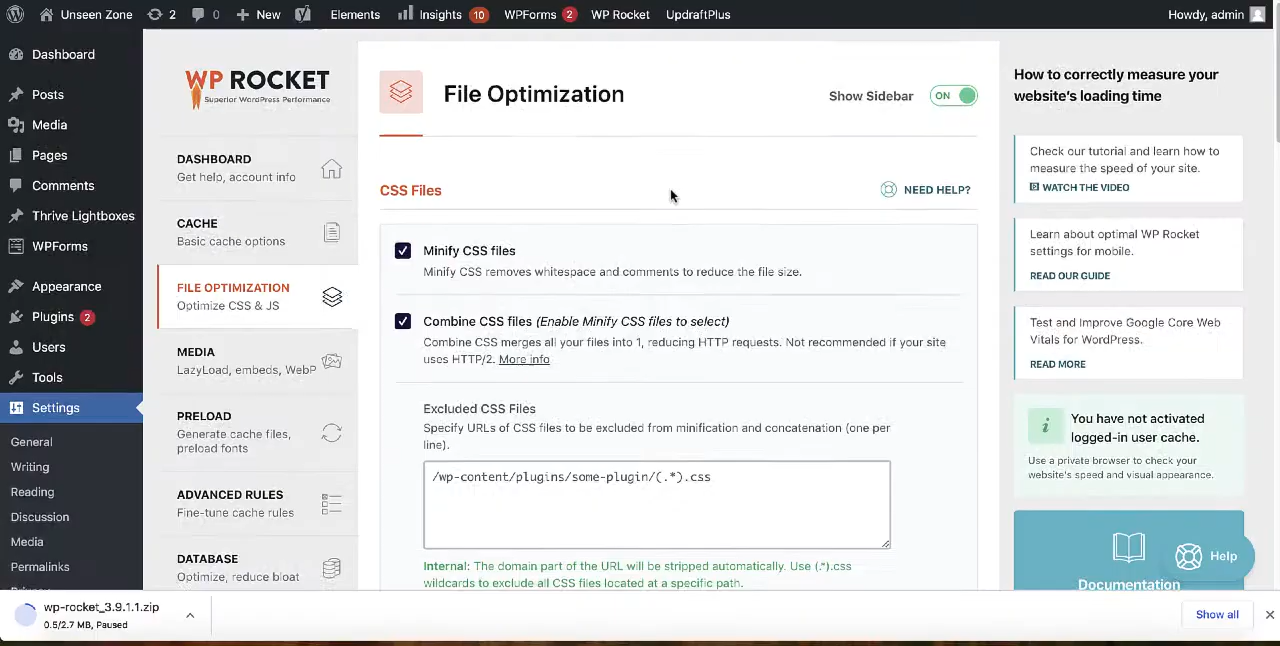 Unseen Zone
2
0
New
Elements
Insights
10
WPForms
2
WP Rocket
UpdraftPlus
Howdy, admin
Dashboard
Posts
Media
Pages
Comments
Thrive Lightboxes
WPForms
Appearance
Plugins 2
Users
Tools
Settings
General
Writing
Reading
Discussion
Media
Permalinks
WP ROCKET
Superior WordPress Performance
DASHBOARD
Get help, account info
CACHE
Basic cache options
FILE OPTIMIZATION
Optimize CSS & JS
MEDIA
LazyLoad, embeds, WebP
PRELOAD
Generate cache files,
preload fonts
ADVANCED RULES
Fine-tune cache rules
DATABASE
Optimize, reduce bloat
File Optimization
Show Sidebar
ON
CSS Files
NEED HELP?
Minify CSS files
Minify CSS removes whitespace and comments to reduce the file size.
Combine CSS files (Enable Minify CSS files to select)
Combine CSS merges all your files into 1, reducing HTTP requests. Not recommended if your site
uses HTTP/2. More info
Excluded CSS Files
Specify URLs of CSS files to be excluded from minification and concatenation (one per
line).
/wp-content/plugins/some-plugin/(.*).css
Internal: The domain part of the URL will be stripped automatically. Use (.*).css
wildcards to exclude all CSS files located at a specific path.
How to correctly measure your
website's loading time
Check our tutorial and learn how to
measure the speed of your site.
WATCH THE VIDEO
Learn about optimal WP Rocket
settings for mobile.
READ OUR GUIDE
Test and Improve Google Core Web
Vitals for WordPress.
READ MORE
i
You have not activated
logged-in user cache.
Use a private browser to check your
website's speed and visual appearance.
Documentation
Help
wp-rocket_3.9.1.1.zip
0.5/2.7 MB, Paused
Show all